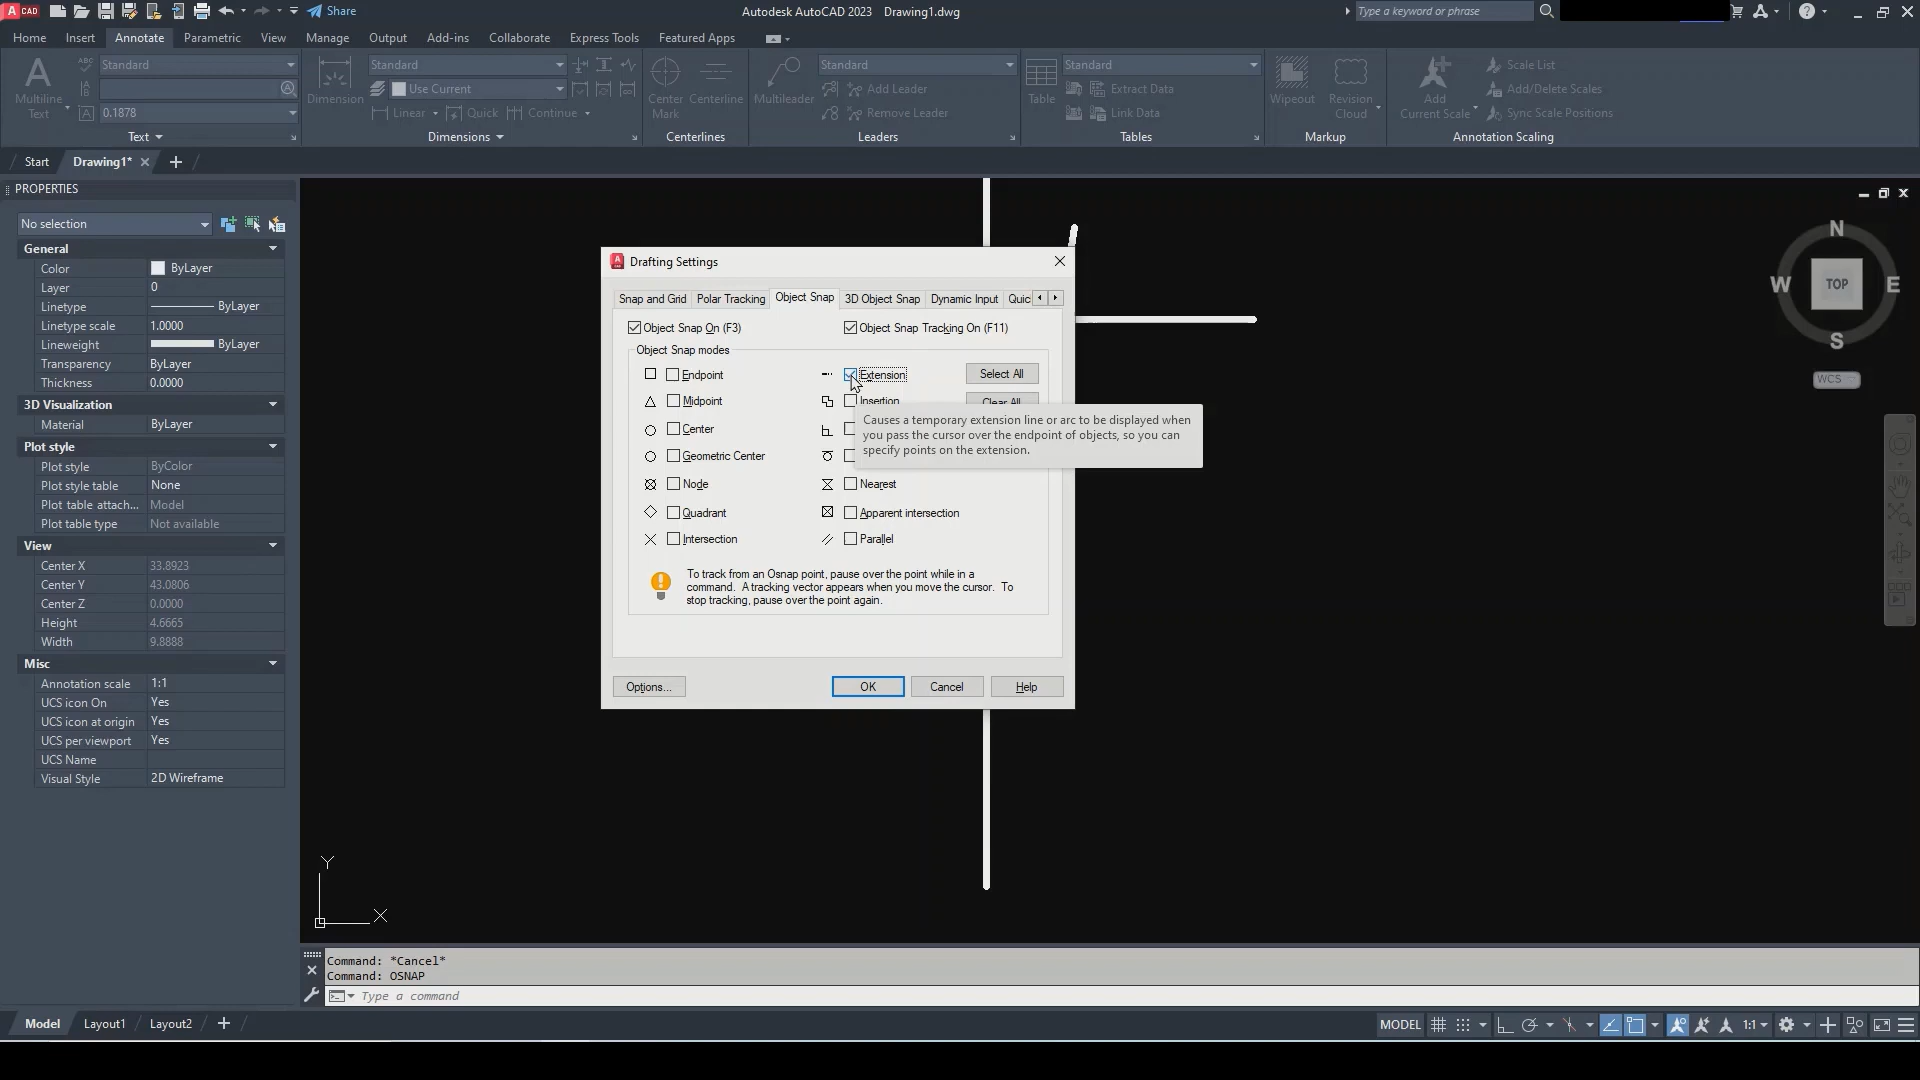 CAD Share Autodesk AutoCAD 2023 Drawing1.dwg Type a keyword or phrase
Home Insert Annotate Parametric View Manage Output Add-ins Collaborate Express Tools Featured Apps
Standard Standard Standard Standard Scale List
Multiline Text Dimension Use Current Center Mark Centerline Multileader Add Leader Table Extract Data Wipeout Revision Cloud Add Current Scale Add/Delete Scales
0.1878 Linear Quick Continue Remove Leader Link Data Sync Scale Positions
Text Dimensions Centerlines Leaders Tables Markup Annotation Scaling
Start Drawing1*
PROPERTIES
No selection
General
Color ByLayer
Layer 0
Linetype ByLayer
Linetype scale 1.0000
Lineweight ByLayer
Transparency ByLayer
Thickness 0.0000
3D Visualization
Material ByLayer
Plot style
Plot style ByColor
Plot style table None
Plot table attach... Model
Plot table type Not available
View
Center X 33.8923
Center Y 43.0806
Center Z 0.0000
Height 4.6665
Width 9.8888
Misc
Annotation scale 1:1
UCS icon On Yes
UCS icon at origin Yes
UCS per viewport Yes
UCS Name
Visual Style 2D Wireframe
Drafting Settings
Snap and Grid Polar Tracking Object Snap 3D Object Snap Dynamic Input Quic
Object Snap On (F3) Object Snap Tracking On (F11)
Object Snap modes
Endpoint Extension Select All
Midpoint Insertion Clear All
Center
Geometric Center
Node Nearest
Quadrant Apparent intersection
Intersection Parallel
Causes a temporary extension line or arc to be displayed when
you pass the cursor over the endpoint of objects, so you can
specify points on the extension.
To track from an Osnap point, pause over the point while in a
command. A tracking vector appears when you move the cursor. To
stop tracking, pause over the point again.
Options... OK Cancel Help
N
W TOP E
S
WCS
Y
X
Command: *Cancel*
Command: OSNAP
Type a command
Model Layout1 Layout2 MODEL 1:1